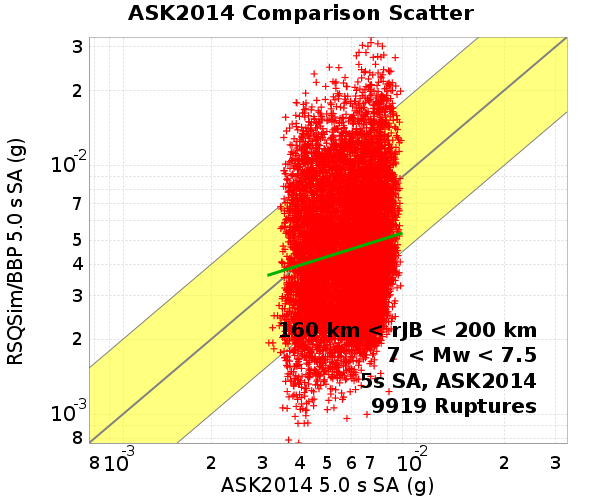 ASK2014 Comparison Scatter
RSQSim/BBP 5.0 s SA (g)
3
2
10-2
7
5
4
3
2
10-3
8
160 km < rJB < 200 km
7 < Mw < 7.5
5s SA, ASK2014
9919 Ruptures
8 10-3 2 3 4 5 6 7 10-2 2 3
ASK2014 5.0 s SA (g)